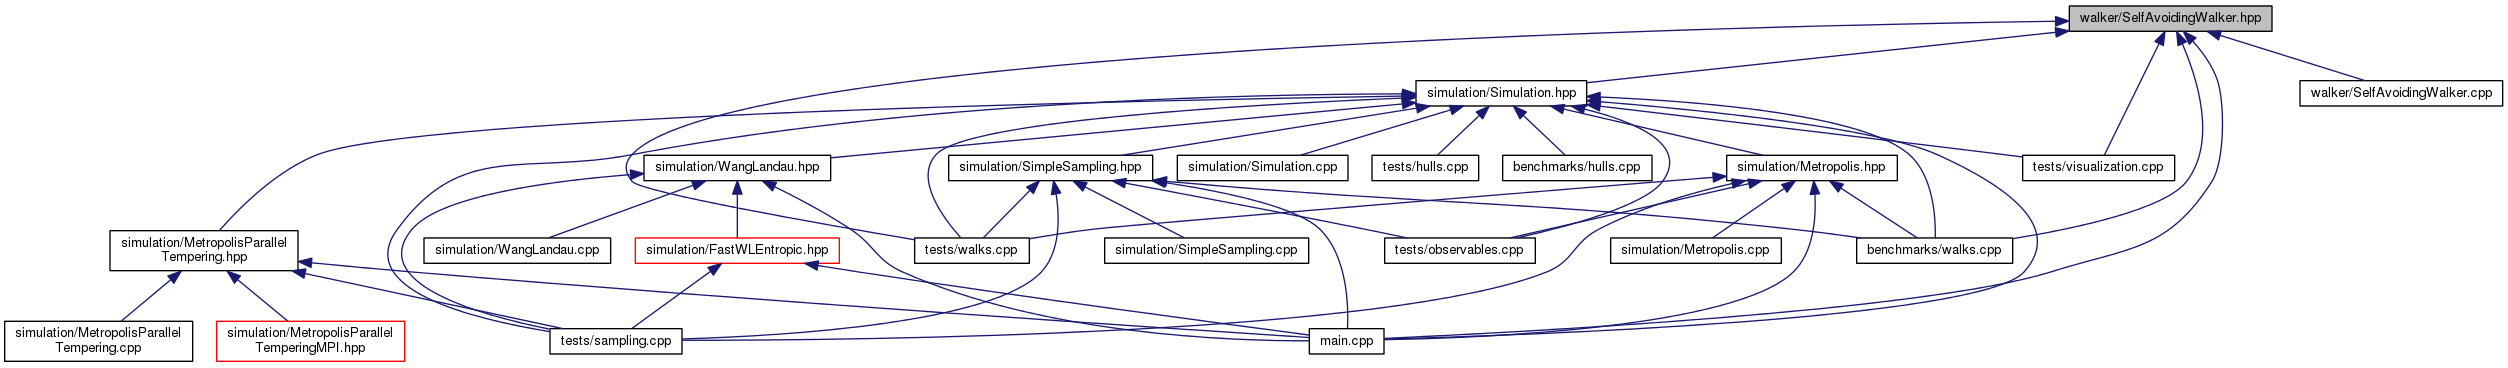 walker/SelfAvoidingWalker.hpp
simulation/Simulation.hpp
walker/SelfAvoidingWalker.cpp
simulation/WangLandau.hpp
simulation/SimpleSampling.hpp
simulation/Simulation.cpp
tests/hulls.cpp
benchmarks/hulls.cpp
simulation/Metropolis.hpp
tests/visualization.cpp
simulation/MetropolisParallel
Tempering.hpp
simulation/WangLandau.cpp
simulation/FastWLEntropic.hpp
tests/walks.cpp
simulation/SimpleSampling.cpp
tests/observables.cpp
simulation/Metropolis.cpp
benchmarks/walks.cpp
simulation/MetropolisParallel
Tempering.cpp
simulation/MetropolisParallel
TemperingMPI.hpp
tests/sampling.cpp
main.cpp